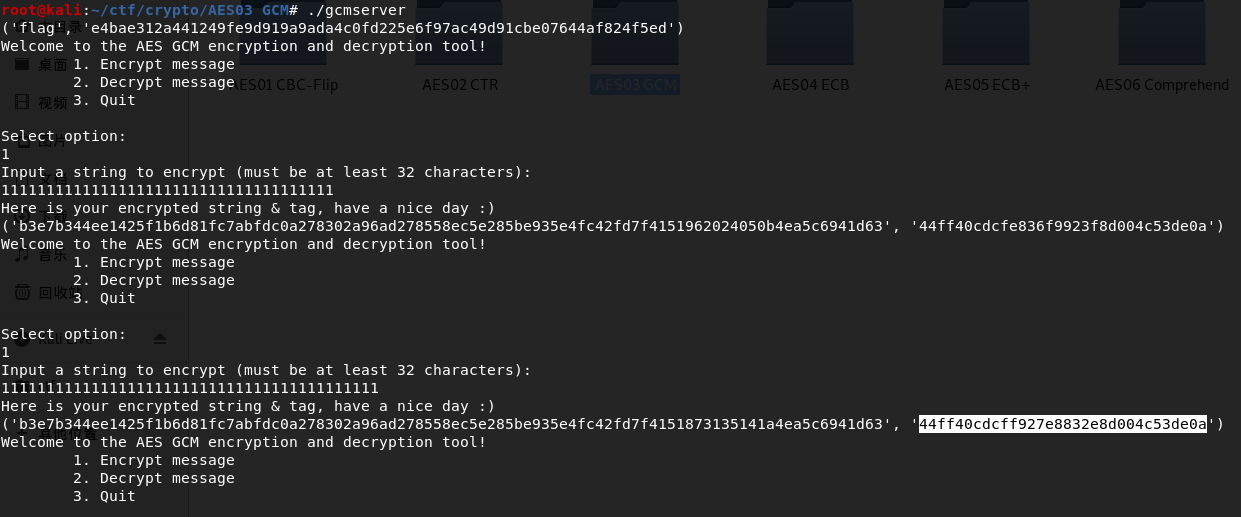 root@kali:~/ctf/crypto/AES03 GCM# ./gcmserver
('flag', 'e4bae312a441249fe9d919a9ada4c0fd225e6f97ac49d91cbe07644af824f5ed')
Welcome to the AES GCM encryption and decryption tool!
1. Encrypt message
2. Decrypt message
3. Quit
Select option:
1
Input a string to encrypt (must be at least 32 characters):
1111111111111111111111111111111111111
Here is your encrypted string & tag, have a nice day :)
('b3e7b344ee1425f1b6d81fc7abfdc0a278302a96ad278558ec5e285be935e4fc42fd7f4151962024050b4ea5c6941d63', '44ff40cdcfe836f9923f8d004c53de0a')
Welcome to the AES GCM encryption and decryption tool!
1. Encrypt message
2. Decrypt message
3. Quit
Select option:
1
Input a string to encrypt (must be at least 32 characters):
111111111111111111111111111111111111111111
Here is your encrypted string & tag, have a nice day :)
('b3e7b344ee1425f1b6d81fc7abfdc0a278302a96ad278558ec5e285be935e4fc42fd7f4151873135141a4ea5c6941d63', '44ff40cdcff927e8832e8d004c53de0a')
Welcome to the AES GCM encryption and decryption tool!
1. Encrypt message
2. Decrypt message
3. Quit
桌面
视频
图片
音乐
回收站
AES01 CBC-Flip
AES02 CTR
AES03 GCM
AES04 ECB
AES05 ECB+
AES06 Comprehend